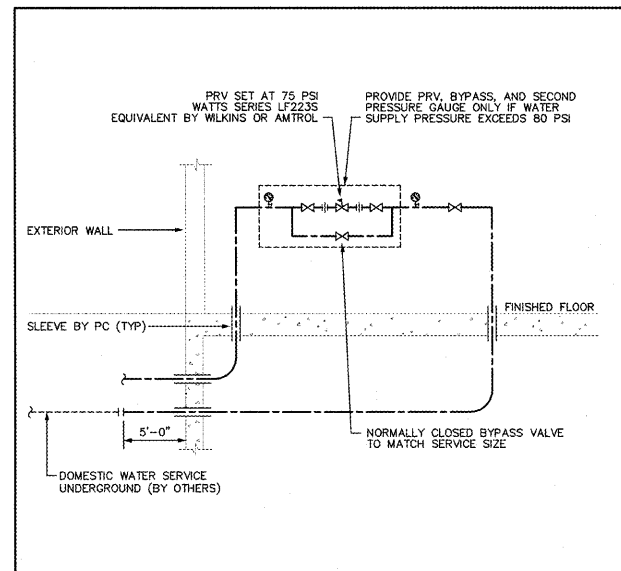 PRV SET AT 75 PSI
WATTS SERIES LF223S
EQUIVALENT BY WILKINS OR AMTROL
PROVIDE PRV, BYPASS, AND SECOND
PRESSURE GAUGE ONLY IF WATER
SUPPLY PRESSURE EXCEEDS 80 PSI
EXTERIOR WALL
FINISHED FLOOR
SLEEVE BY PC (TYP)
5'-0"
NORMALLY CLOSED BYPASS VALVE
TO MATCH SERVICE SIZE
DOMESTIC WATER SERVICE
UNDERGROUND (BY OTHERS)